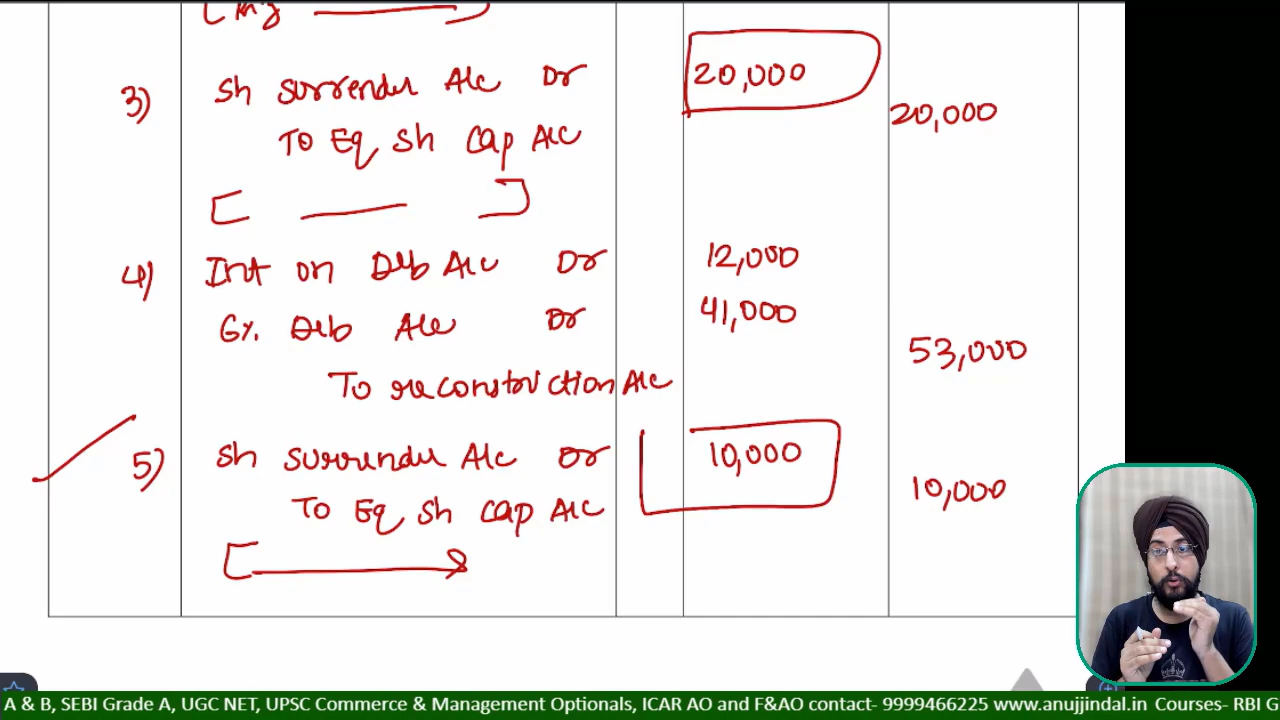 20,000
3) Sh surrender A/c Dr
20,000
To Eq Sh Cap A/c
4) Int on Deb A/c Dr 12,000
6%. Deb A/c Dr 41,000
53,000
To reconstruction A/c
5) Sh surrender A/c Dr 10,000
To Eq Sh Cap A/c 10,000
A & B, SEBI Grade A, UGC NET, UPSC Commerce & Management Optionals, ICAR AO and F&AO contact- 9999466225 www.anujjindal.in Courses- RBI G